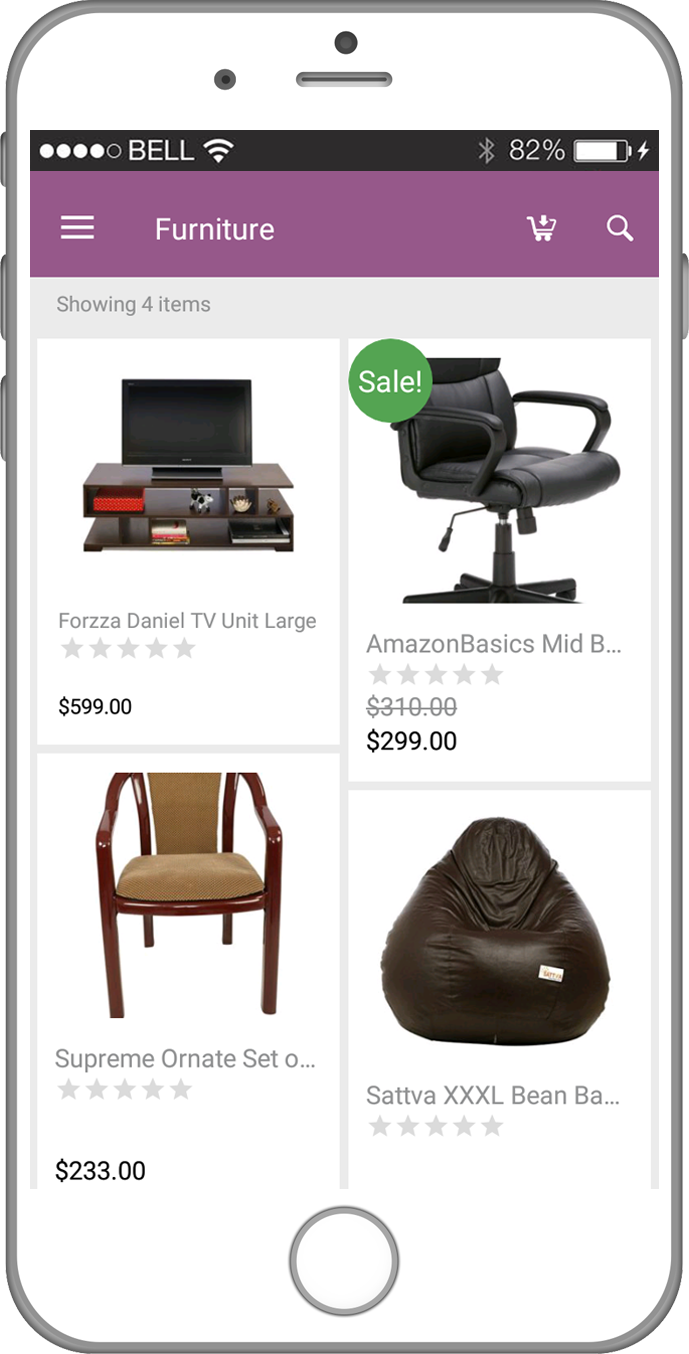 BELL 82%
Furniture
Showing 4 items
Forzza Daniel TV Unit Large
$599.00
Sale!
AmazonBasics Mid B...
$310.00
$299.00
Supreme Ornate Set o...
$233.00
Sattva XXXL Bean Ba...